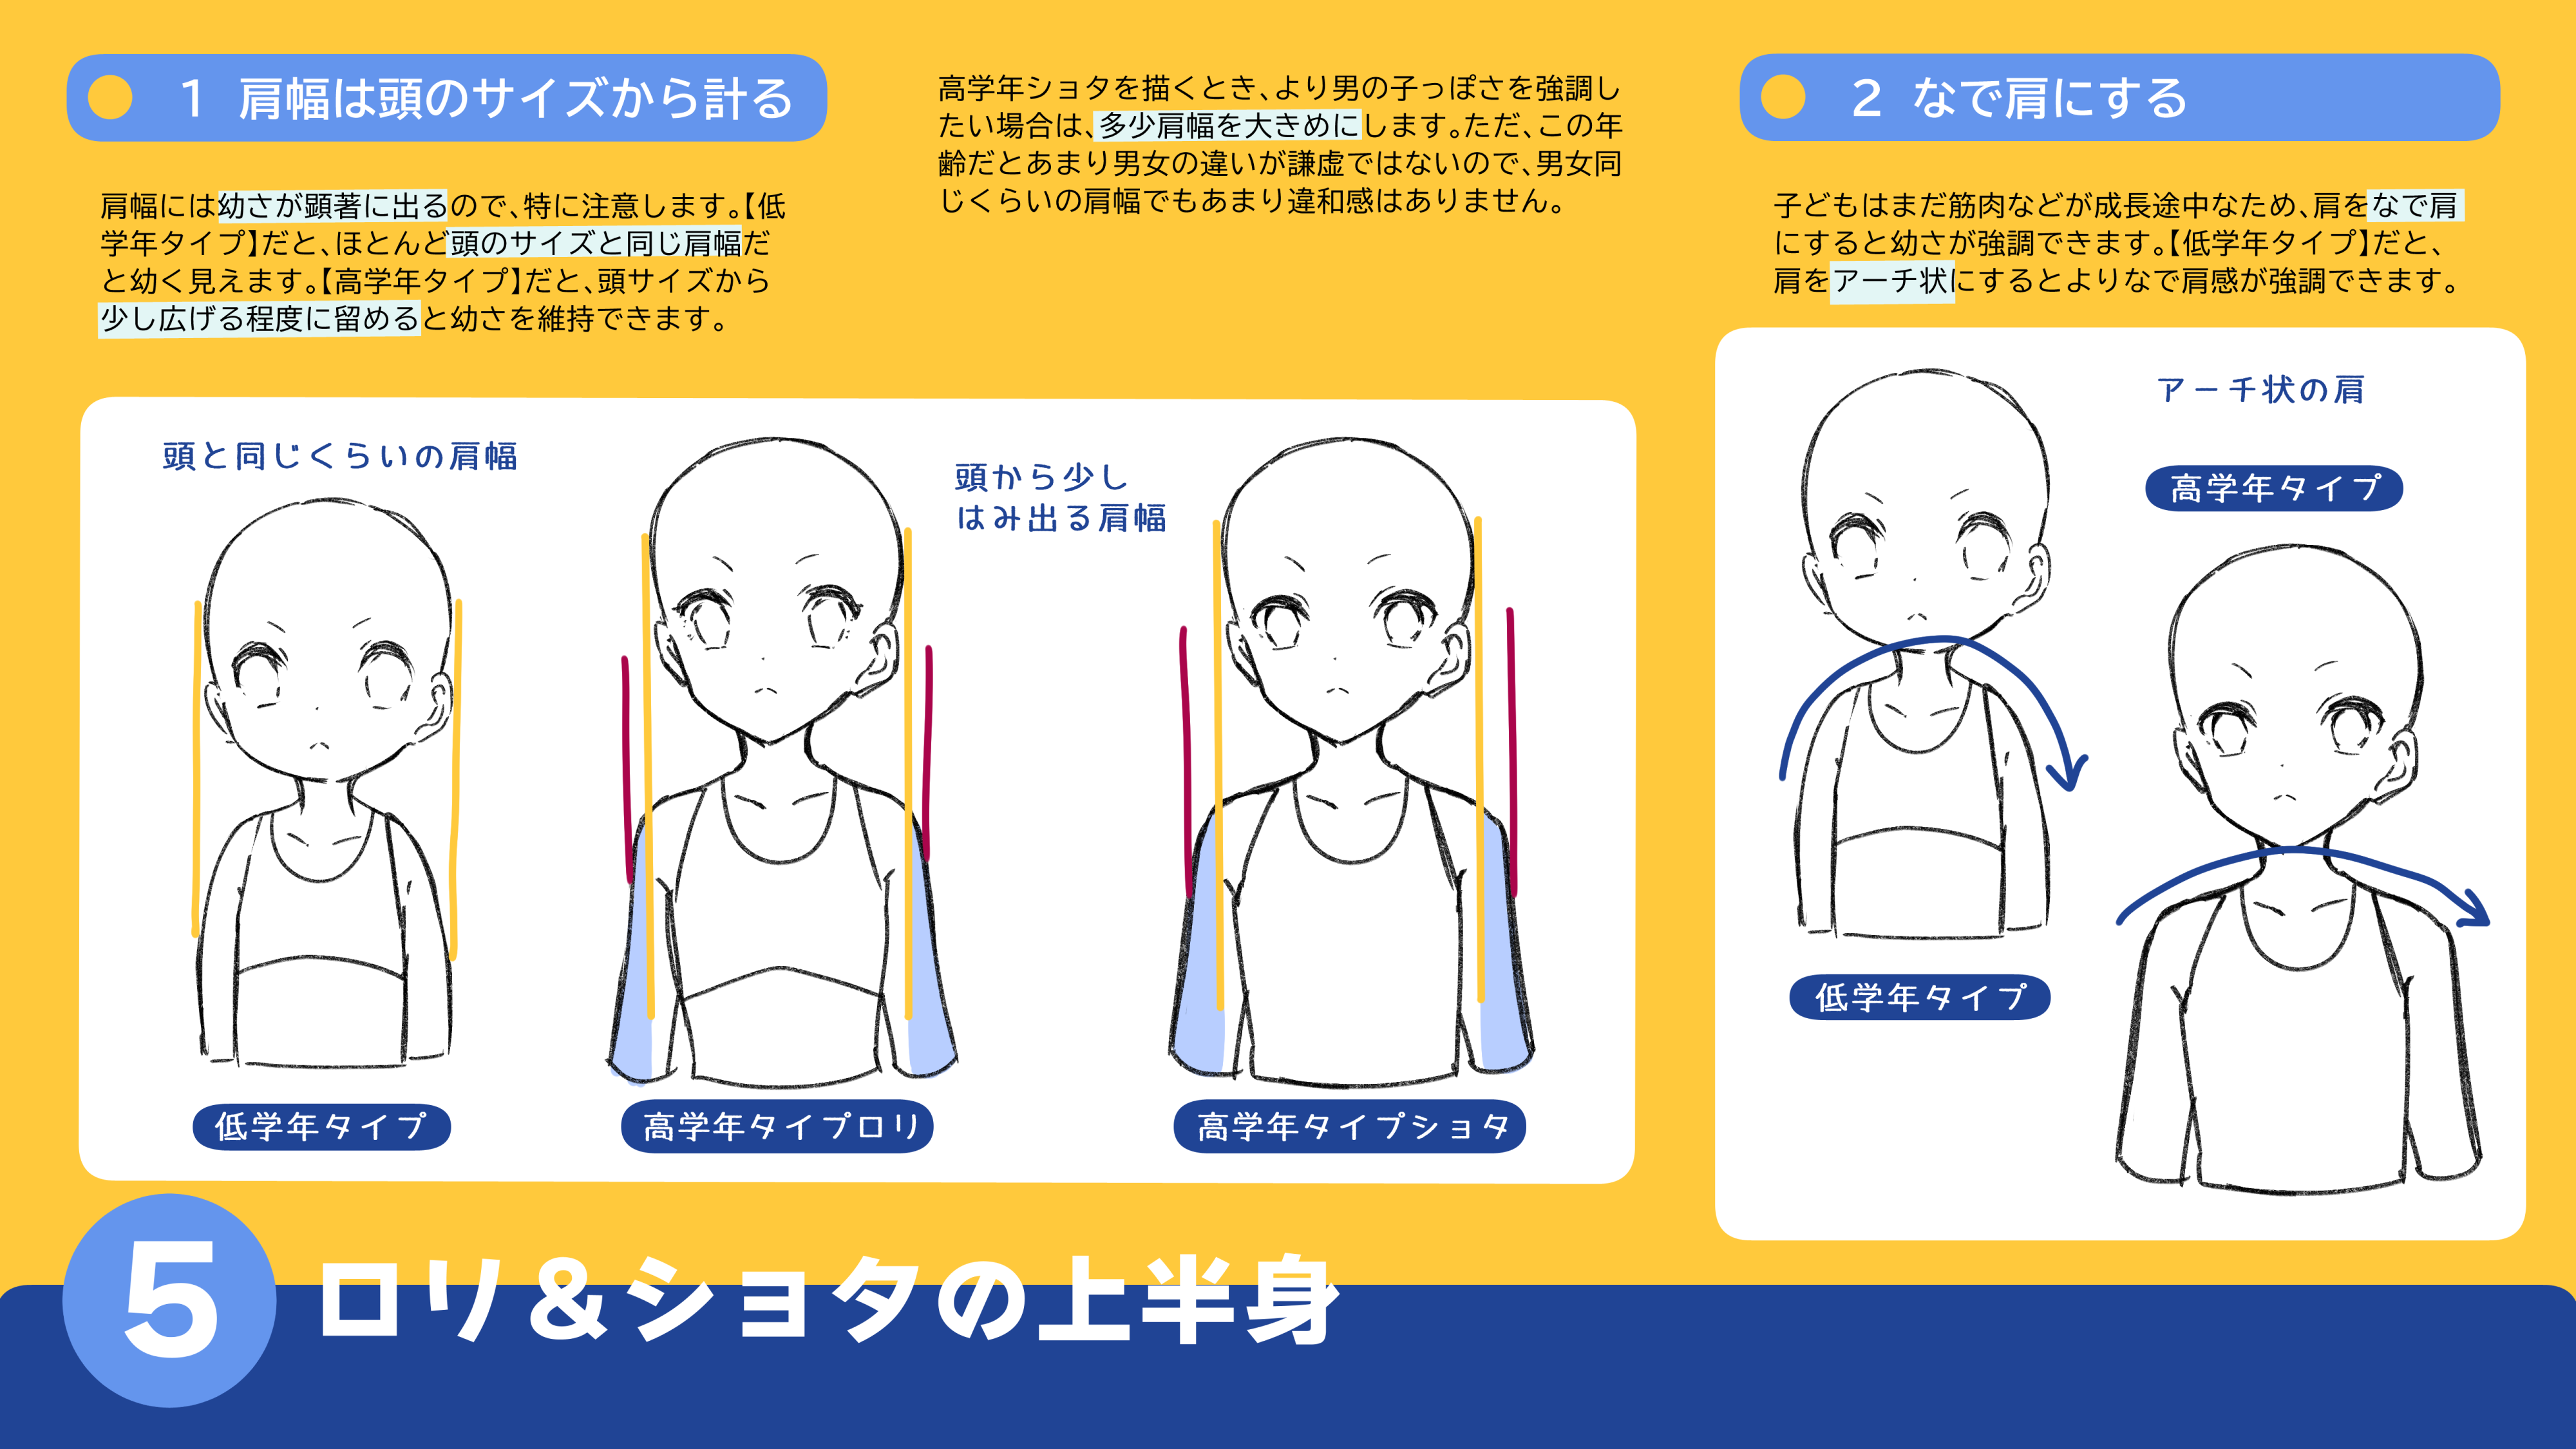 1 肩幅は頭のサイズから計る
肩幅には幼さが顕著に出るので、特に注意します。【低
学年タイプ】だと、ほとんど頭のサイズと同じ肩幅だ
と幼く見えます。【高学年タイプ】だと、頭サイズから
少し広げる程度に留めると幼さを維持できます。
高学年ショタを描くとき、より男の子っぽさを強調し
たい場合は、多少肩幅を大きめにします。ただ、この年
齢だとあまり男女の違いが謙虚ではないので、男女同
じくらいの肩幅でもあまり違和感はありません。
頭と同じくらいの肩幅
頭から少し
はみ出る肩幅
低学年タイプ
高学年タイプロリ
高学年タイプショタ
2 なで肩にする
子どもはまだ筋肉などが成長途中なため、肩をなで肩
にすると幼さが強調できます。【低学年タイプ】だと、
肩をアーチ状にするとよりなで肩感が強調できます。
アーチ状の肩
高学年タイプ
低学年タイプ
5 ロリ&ショタの上半身